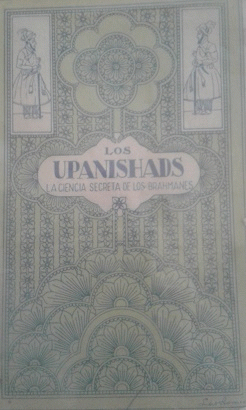 LOS
UPANISHADS
LA CIENCIA SECRETA DE LOS BRAHMANES